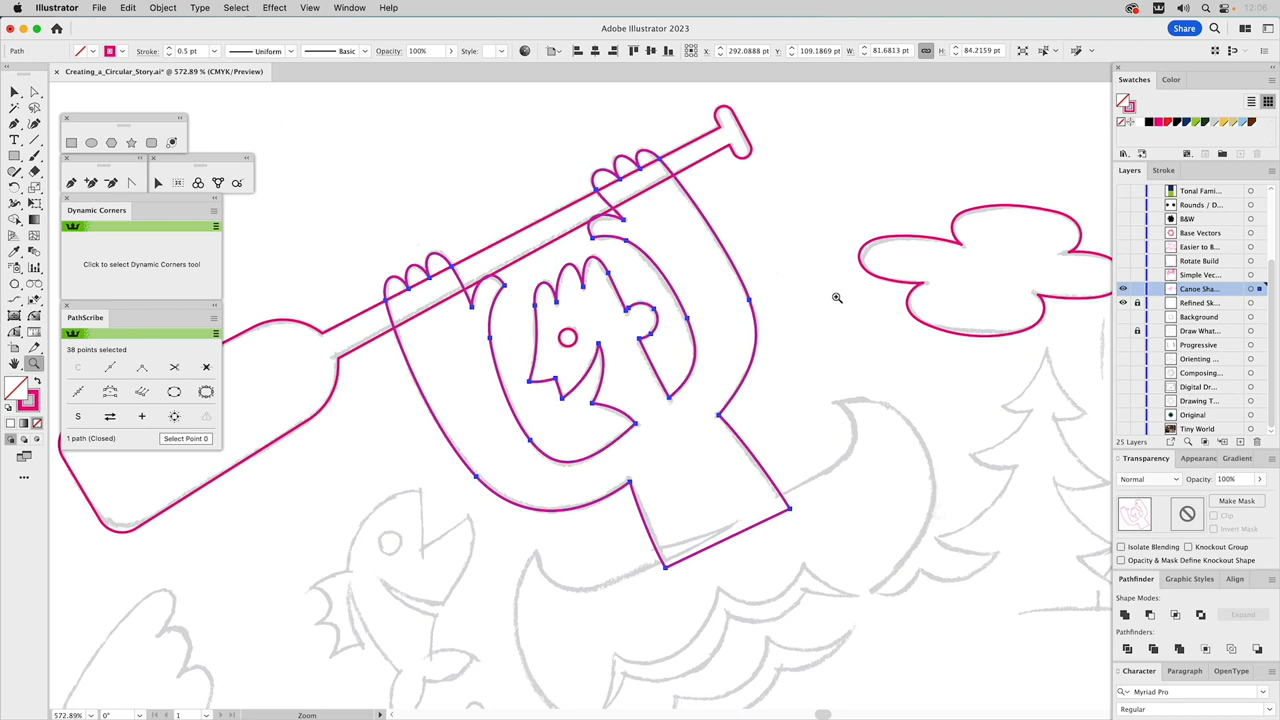 Illustrator File Edit Object Type Select Effect View Window Help 12:06
Adobe Illustrator 2023 Share
Path Stroke: 0.5 pt Uniform Basic Opacity: 100% Style: X: 292.0888 pt Y: 109.1869 pt W: 81.6813 pt H: 84.2159 pt
× Creating_a_Circular_Story.ai* @ 572.89 % (CMYK/Preview)
Swatches Color
Layers Stroke
Tonal Fami...
Rounds / D...
B&W
Base Vectors
Easier to B...
Rotate Build
Simple Vec...
Canoe Sha...
Refined Sk...
Background
Draw What...
Progressive
Orienting ...
Composing...
Digital Dr...
Drawing T...
Original
Tiny World
25 Layers
Dynamic Corners
Click to select Dynamic Corners tool
PathScribe
38 points selected
1 path (Closed) Select Point 0
Transparency Appearanc Gradient
Normal Opacity: 100%
Make Mask
Clip
Invert Mask
Isolate Blending Knockout Group
Opacity & Mask Define Knockout Shape
Pathfinder Graphic Styles Align
Shape Modes:
Expand
Pathfinders:
Character Paragraph OpenType
Myriad Pro
Regular
572.89% 0° 1 Zoom